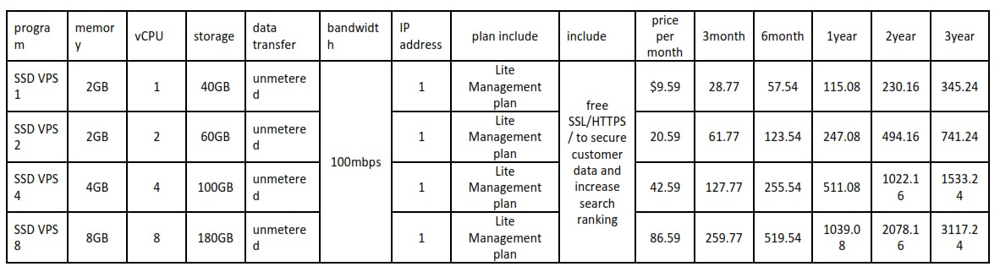 program memory vCPU storage data transfer bandwidth IP address plan include include price per month 3month 6month 1year 2year 3year
SSD VPS 1 2GB 1 40GB unmetered 100mbps 1 Lite Management plan free SSL/HTTPS / to secure customer data and increase search ranking $9.59 28.77 57.54 115.08 230.16 345.24
SSD VPS 2 2GB 2 60GB unmetered 1 Lite Management plan 20.59 61.77 123.54 247.08 494.16 741.24
SSD VPS 4 4GB 4 100GB unmetered 1 Lite Management plan 42.59 127.77 255.54 511.08 1022.16 1533.24
SSD VPS 8 8GB 8 180GB unmetered 1 Lite Management plan 86.59 259.77 519.54 1039.08 2078.16 3117.24